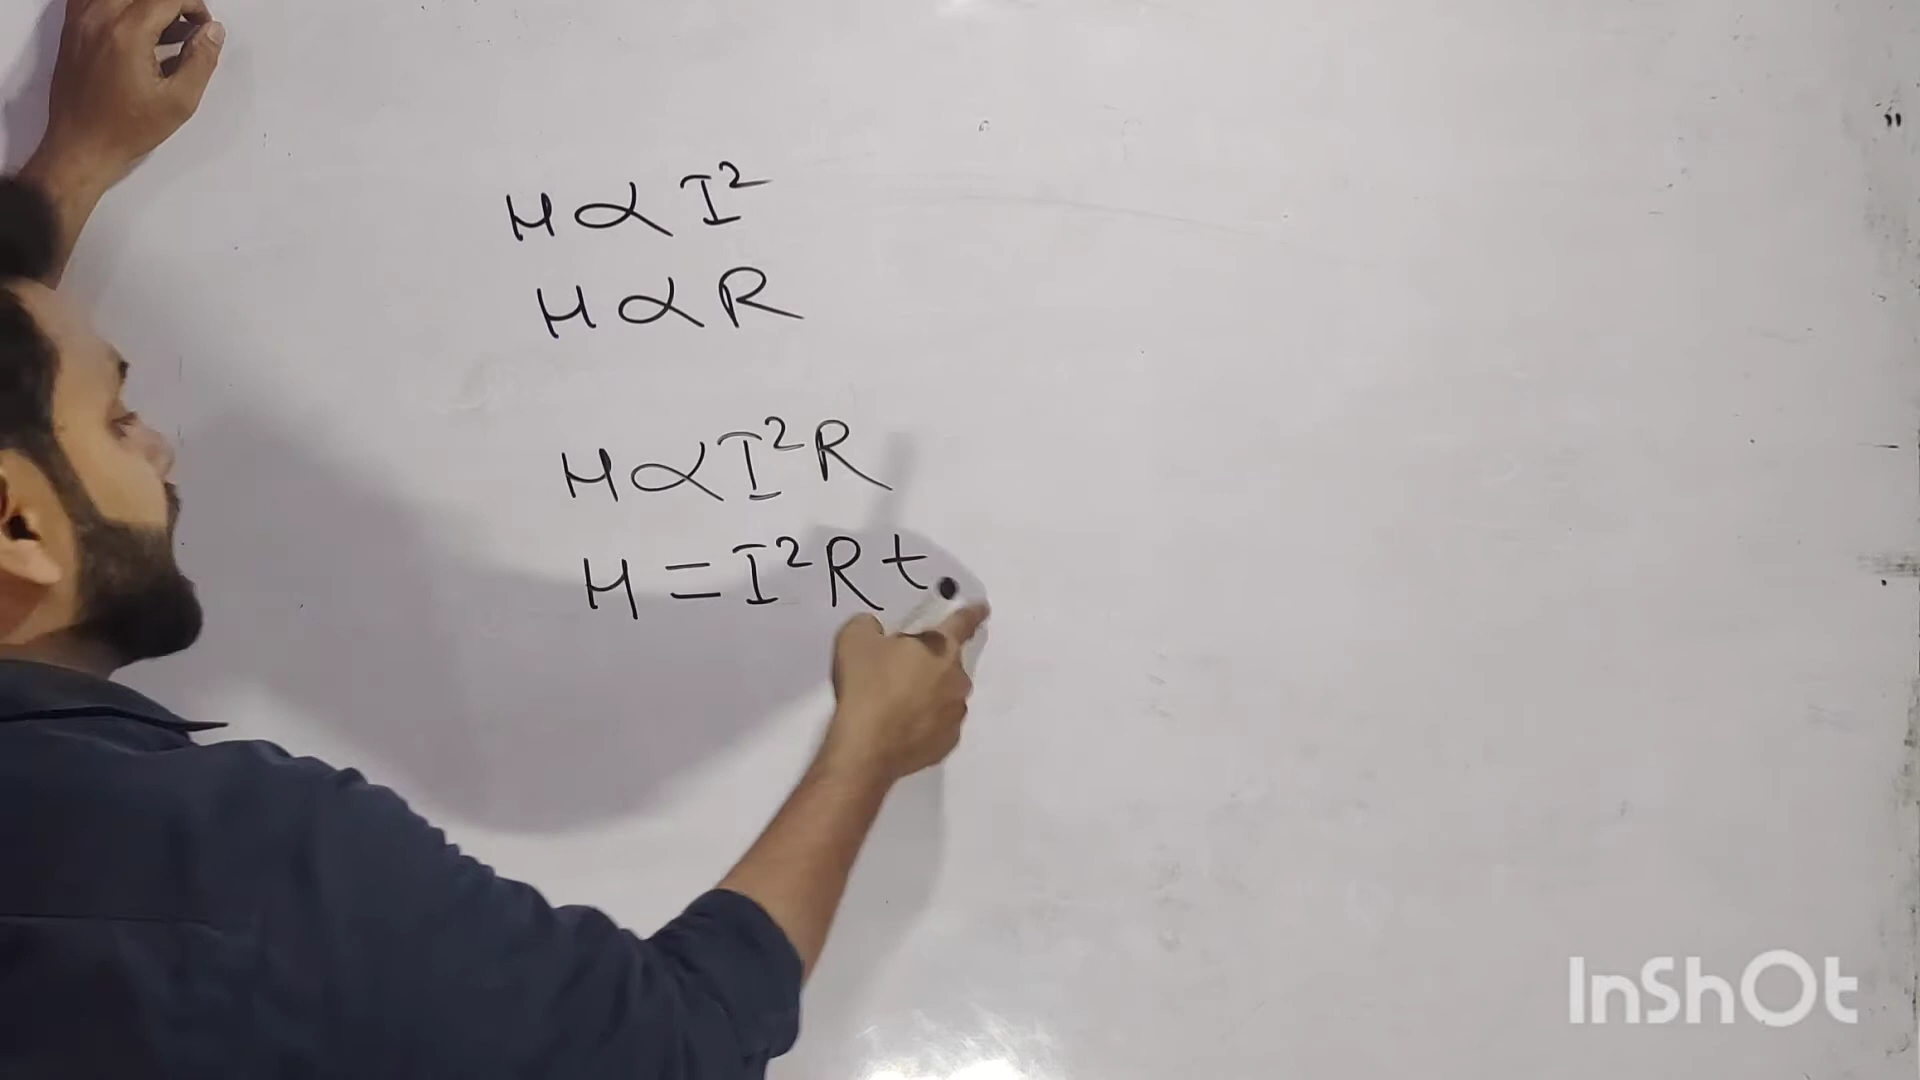 H ∝ I²
H ∝ R
H ∝ I²R
H = I²Rt
InShOt